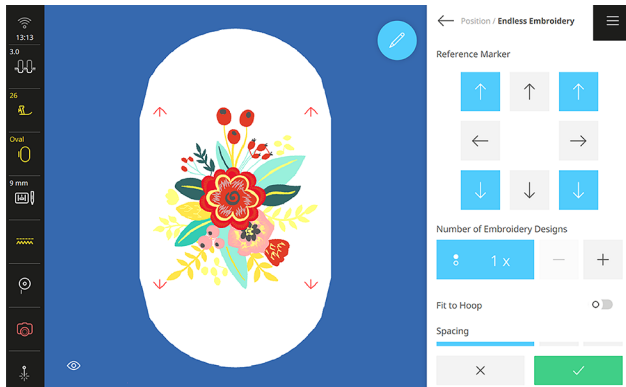 13:13
3.0
26
Oval
9 mm
Position / Endless Embroidery
Reference Marker
Number of Embroidery Designs
1 x
Fit to Hoop
Spacing